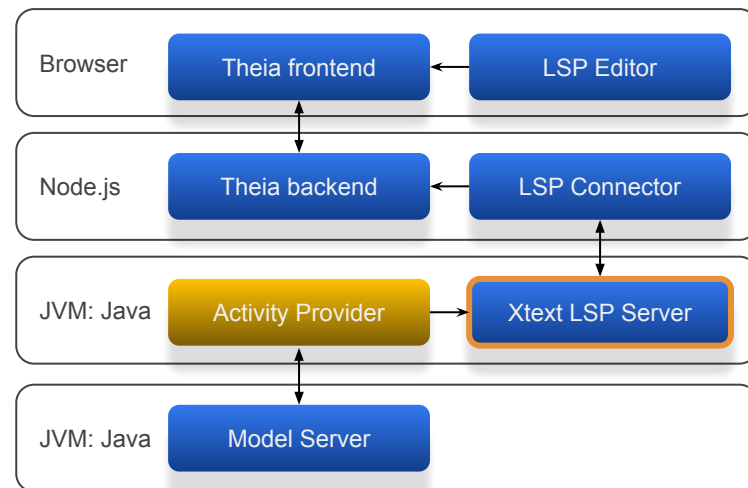 Browser
Theia frontend
LSP Editor
Node.js
Theia backend
LSP Connector
JVM: Java
Activity Provider
Xtext LSP Server
JVM: Java
Model Server